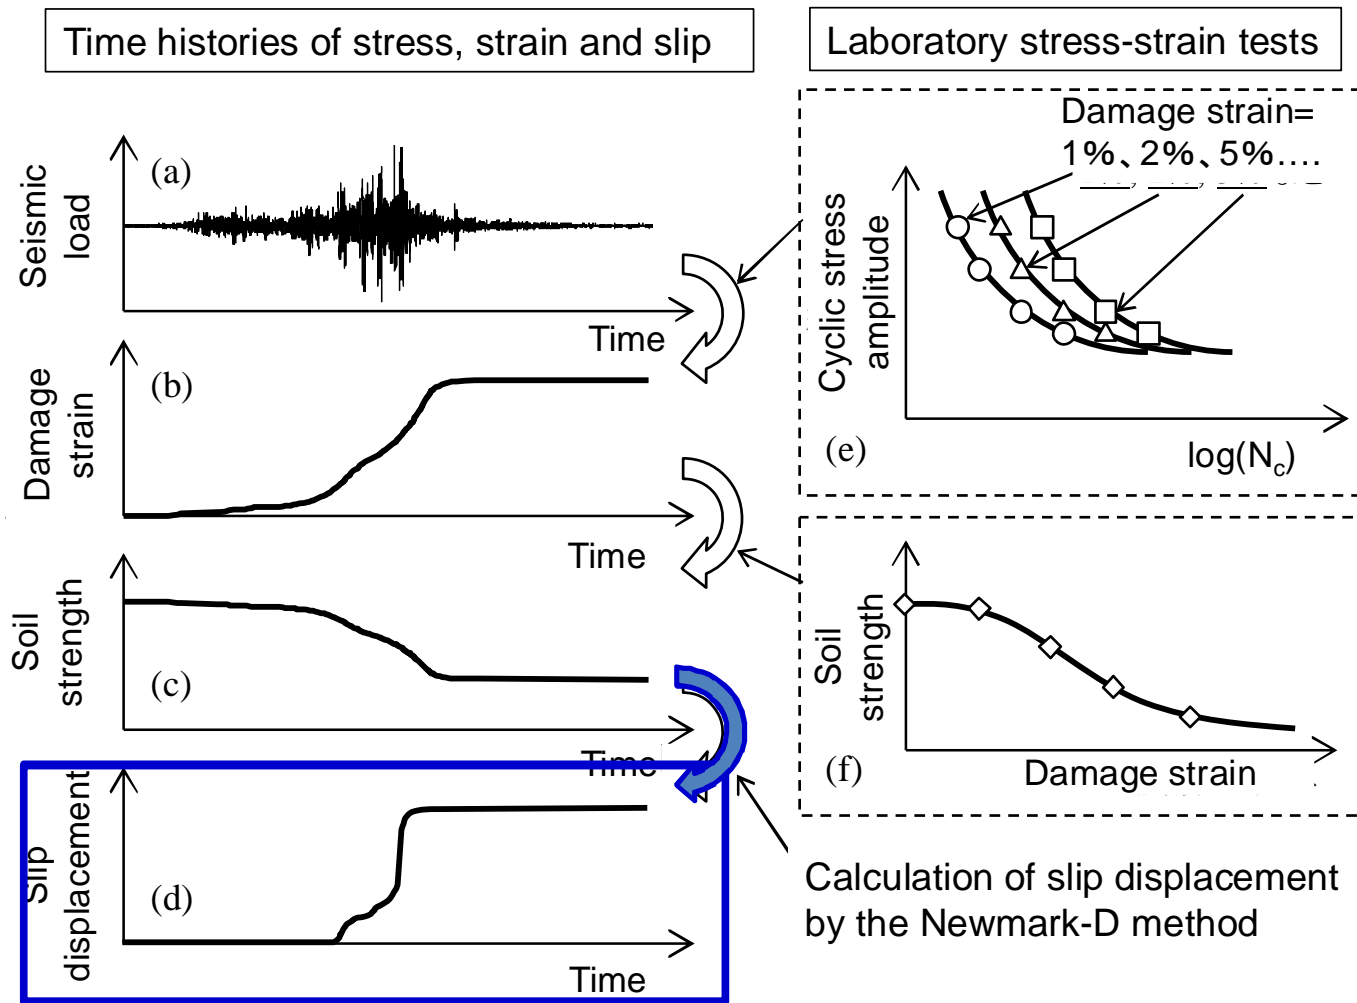 Time histories of stress, strain and slip
Laboratory stress-strain tests
(a)
Seismic
load
Time
(b)
Damage
strain
Time
(c)
Soil
strength
Time
(d)
Slip
displacement
Time
Damage strain=
1%、2%、5%....
Cyclic stress
amplitude
(e)
log(Nc)
Soil
strength
(f)
Damage strain
Calculation of slip displacement
by the Newmark-D method